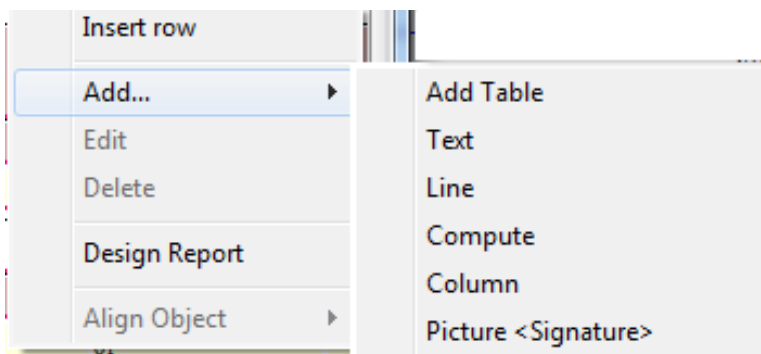 Insert row
Add...
Edit
Delete
Design Report
Align Object
Add Table
Text
Line
Compute
Column
Picture <Signature>